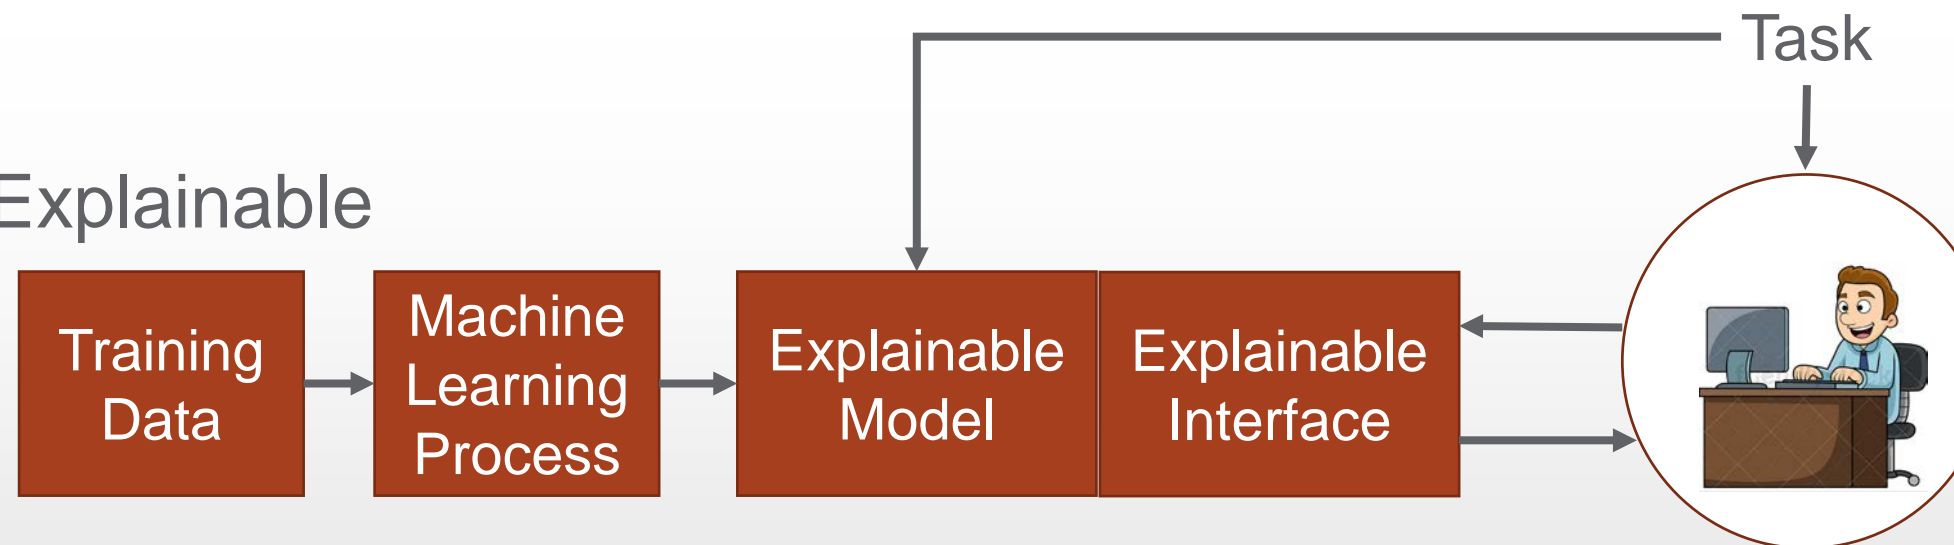 Task
Explainable
Training
Data
Machine
Learning
Process
Explainable
Model
Explainable
Interface